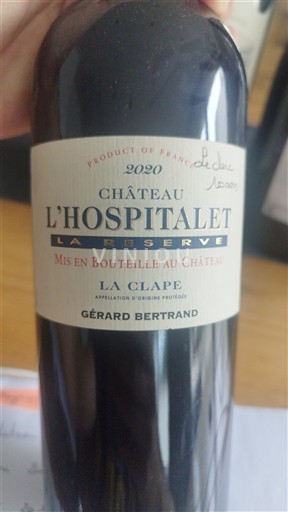 PRODUCT OF FRANCE
2020
CHÂTEAU
L'HOSPITALET
LA RESERVE
VINIOU
MIS EN BOUTEILLE AU CHÂTEAU
LA CLAPE
APPELLATION D'ORIGINE PROTÉGÉE
GÉRARD BERTRAND